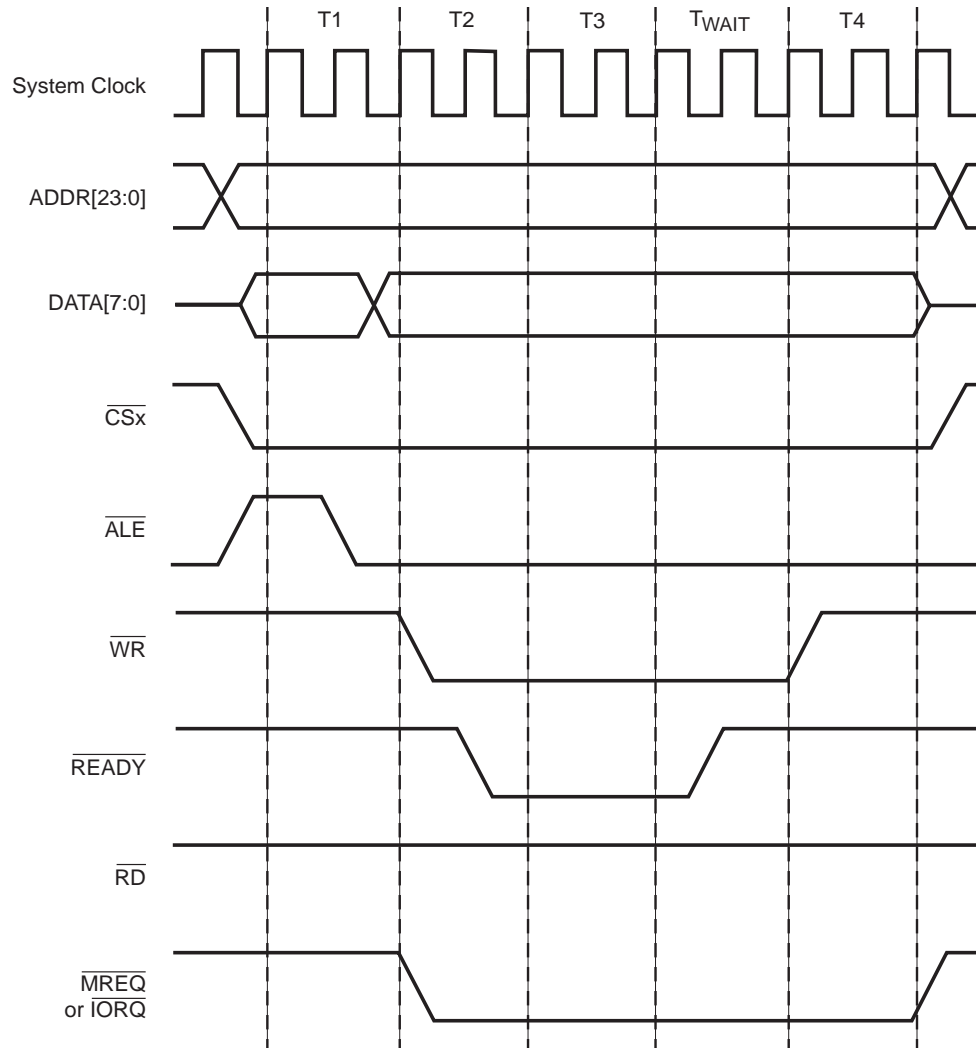 T1 T2 T3 TWAIT T4
System Clock
ADDR[23:0]
DATA[7:0]
CSx
ALE
WR
READY
RD
MREQ
or IORQ